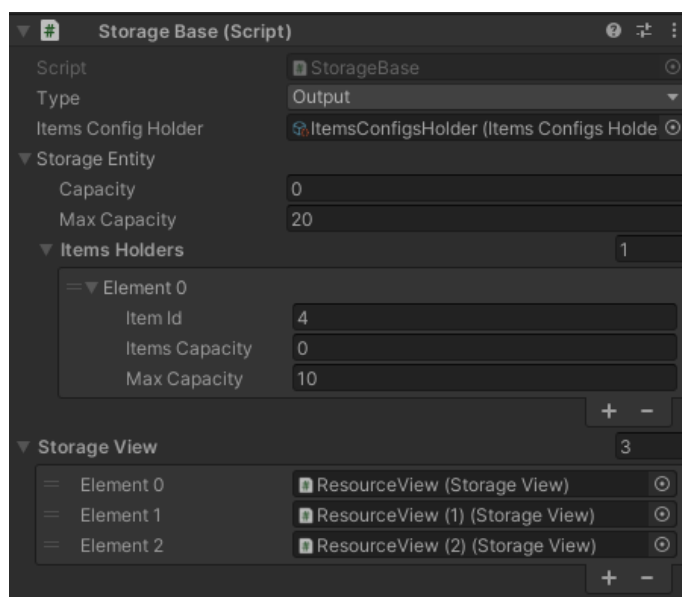 # Storage Base (Script)
Script StorageBase
Type Output
Items Config Holder ItemsConfigsHolder (Items Configs Holde
Storage Entity
Capacity 0
Max Capacity 20
Items Holders 1
Element 0
Item Id 4
Items Capacity 0
Max Capacity 10
+ −
Storage View 3
Element 0 # ResourceView (Storage View)
Element 1 # ResourceView (1) (Storage View)
Element 2 # ResourceView (2) (Storage View)
+ −